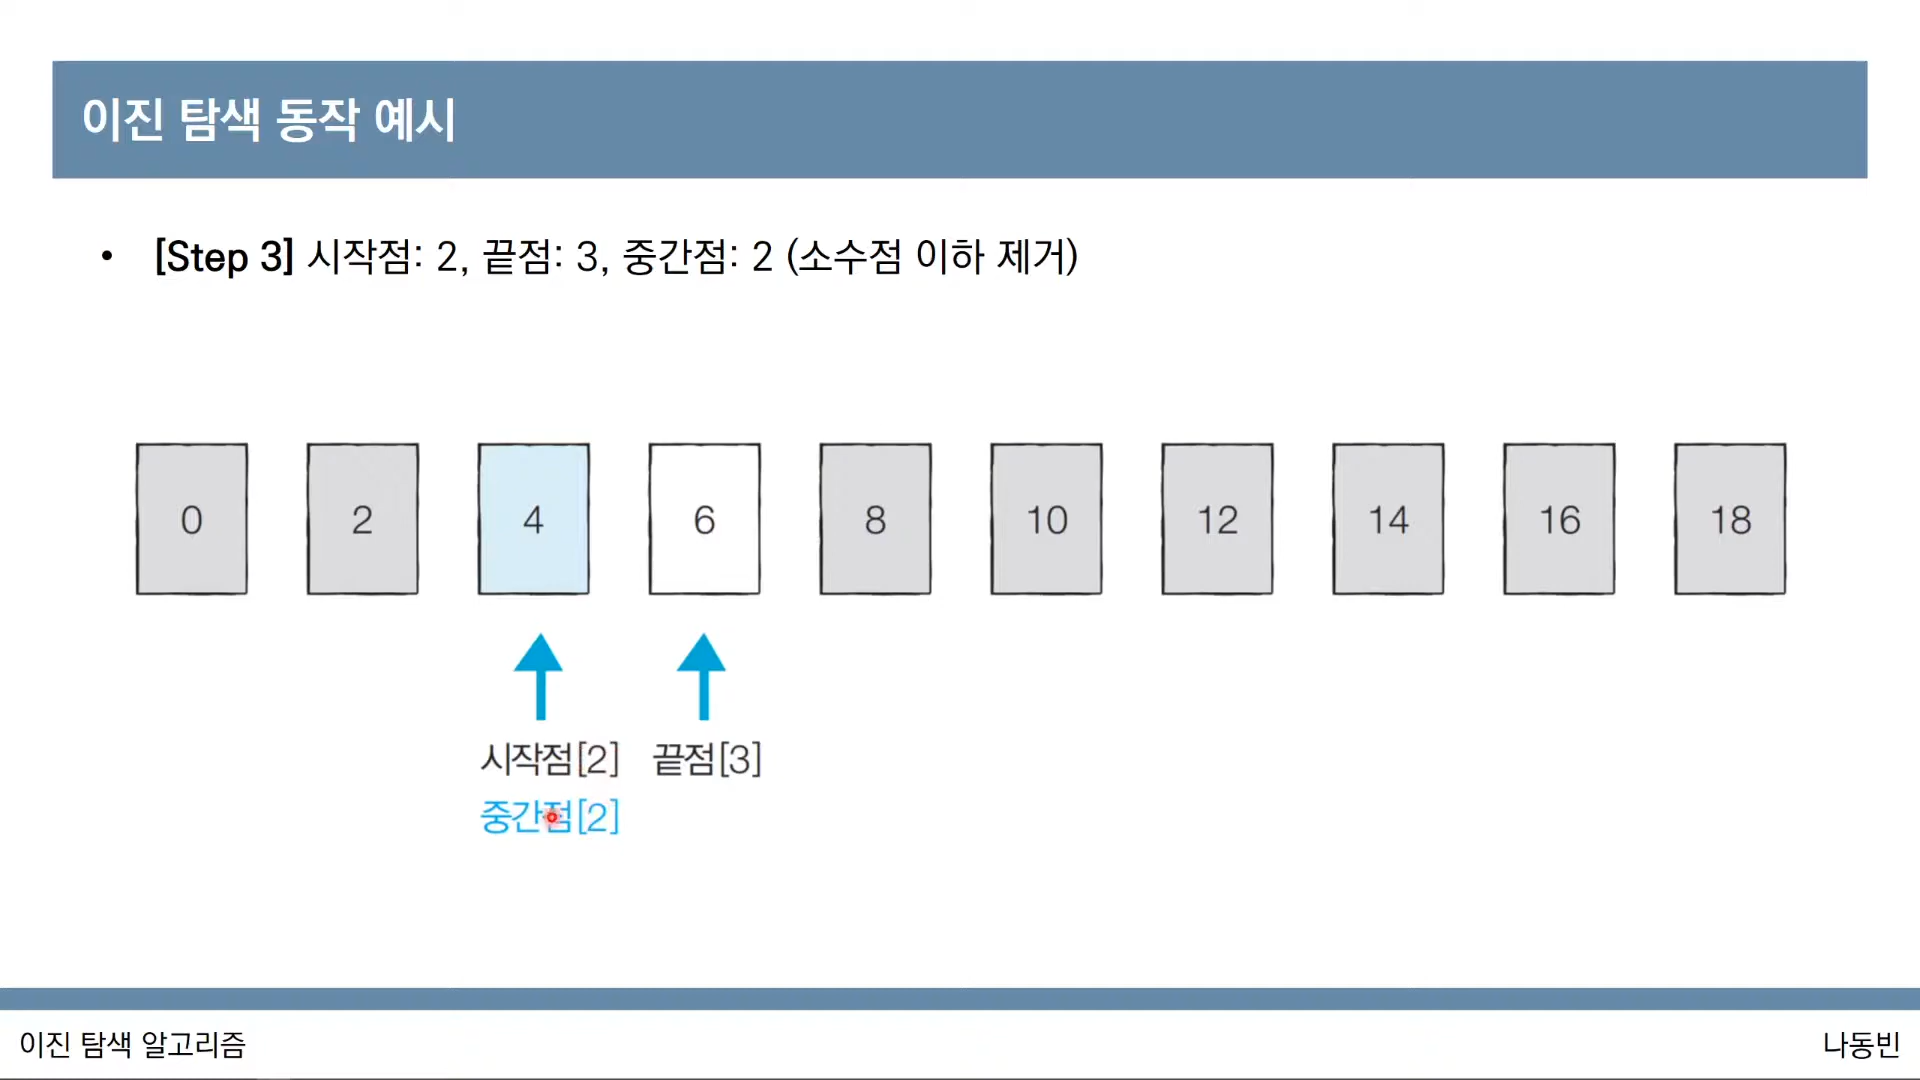 이진 탐색 동작 예시
• [Step 3] 시작점: 2, 끝점: 3, 중간점: 2 (소수점 이하 제거)
0 2 4 6 8 10 12 14 16 18
시작점[2] 끝점[3]
중간점[2]
이진 탐색 알고리즘 나동빈